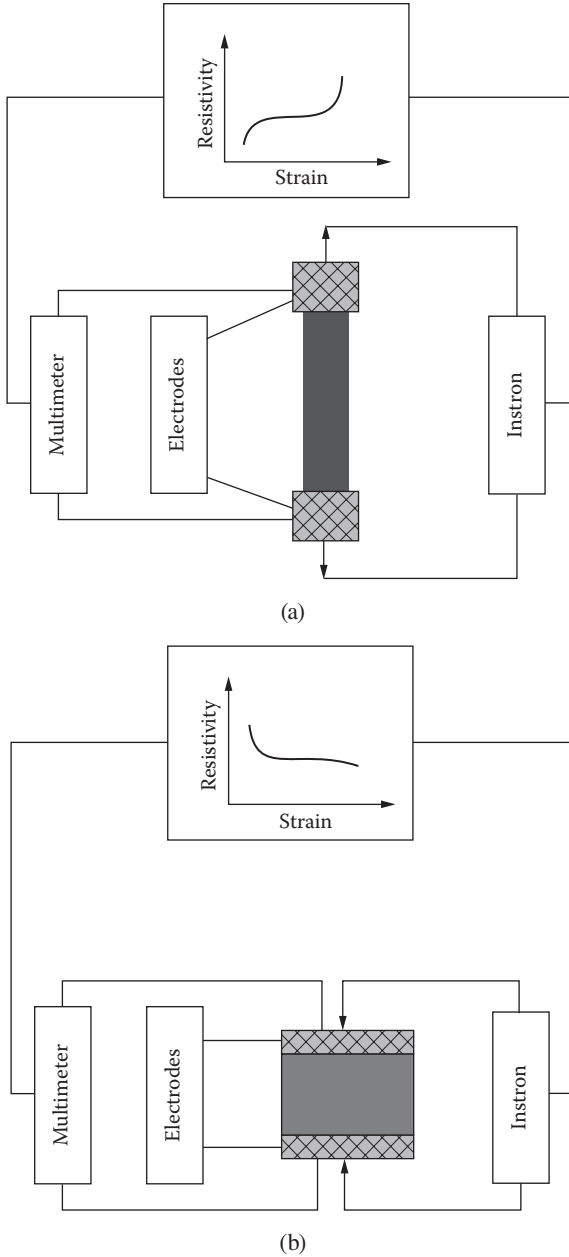 Resistivity
Strain
Multimeter
Electrodes
Instron
(a)
Resistivity
Strain
Multimeter
Electrodes
Instron
(b)